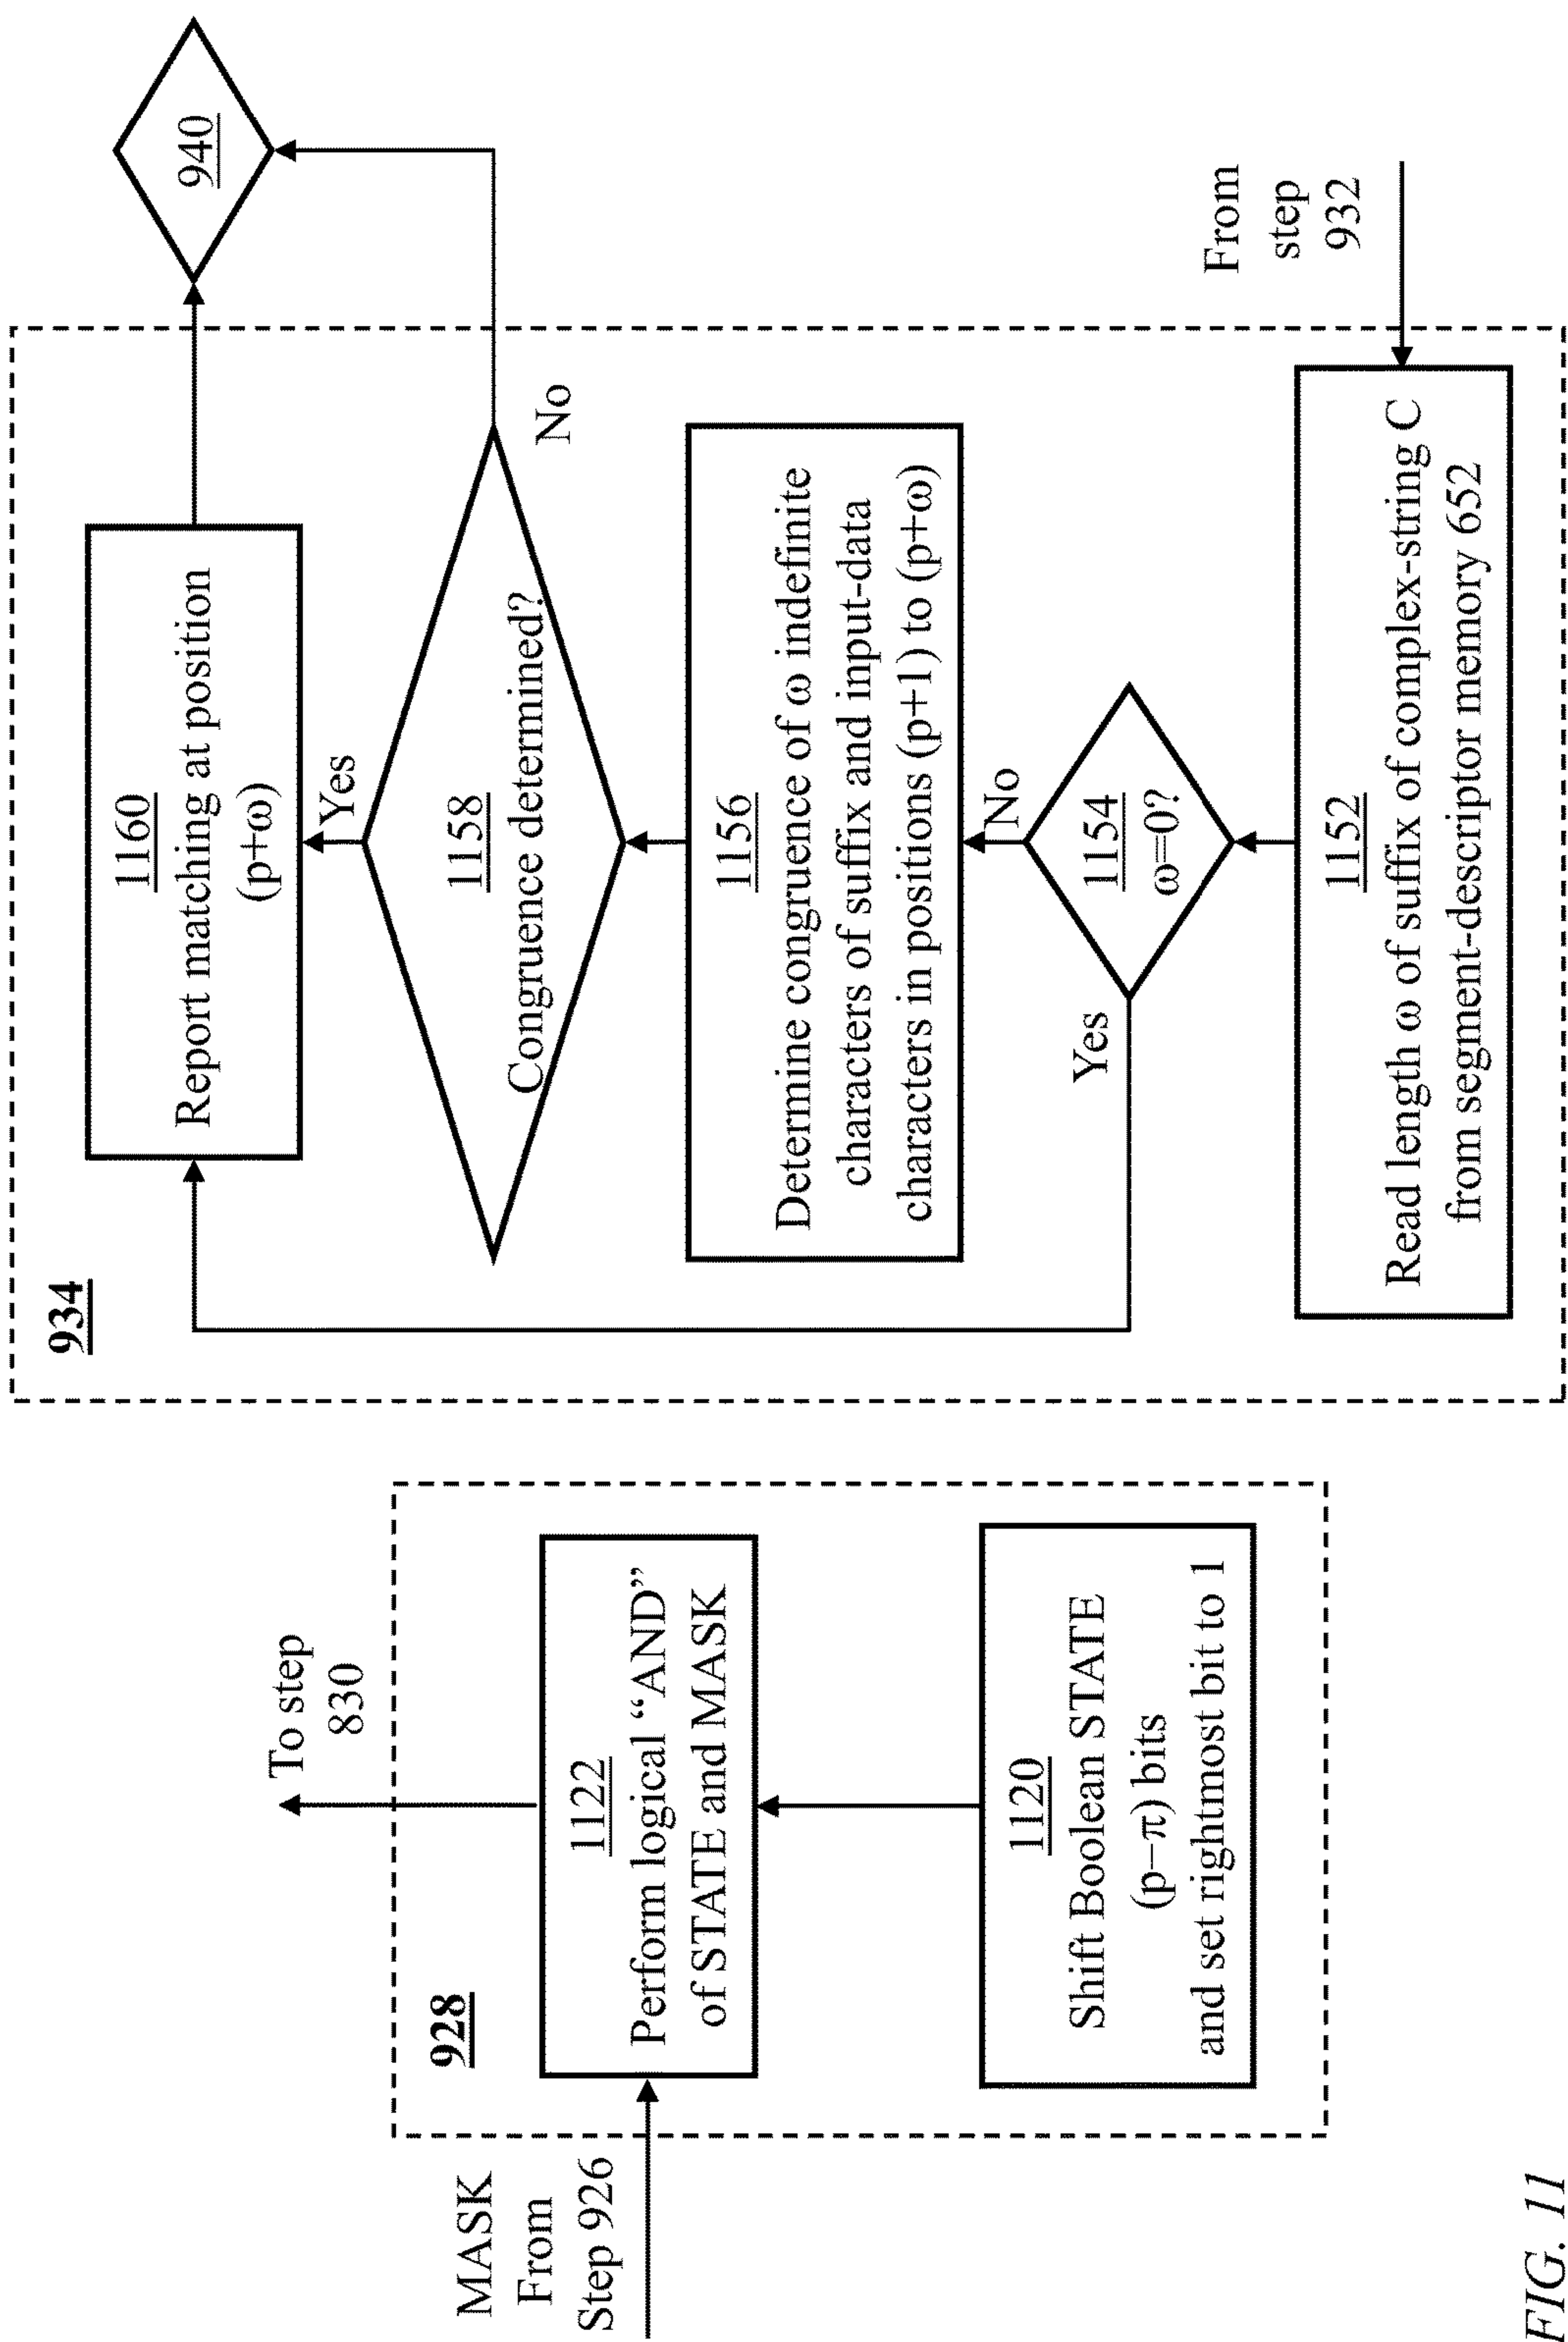 To step
830
928
1122
Perform logical “AND”
of STATE and MASK
MASK
From
Step 926
1120
Shift Boolean STATE
(p−π) bits
and set rightmost bit to 1
934
1160
Report matching at position
(p+ω)
940
Yes
1158
Congruence determined?
No
1156
Determine congruence of ω indefinite
characters of suffix and input-data
characters in positions (p+1) to (p+ω)
No
1154
ω=0?
Yes
From
step
932
1152
Read length ω of suffix of complex-string C
from segment-descriptor memory 652
FIG. 11